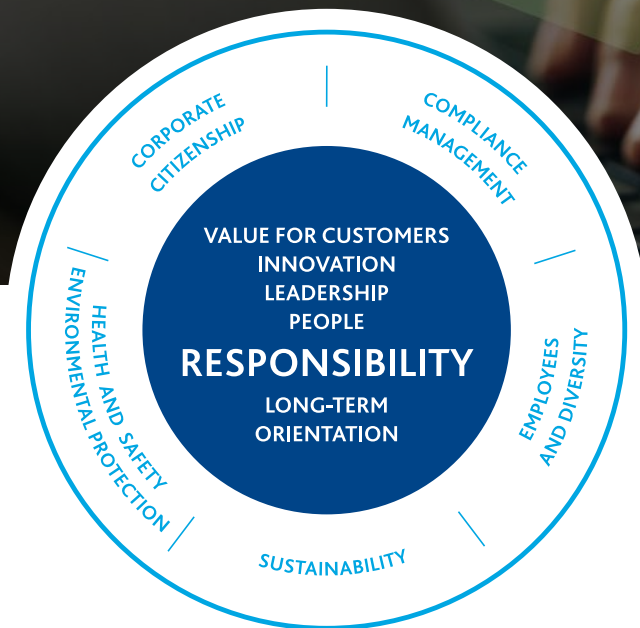 CORPORATE
CITIZENSHIP
COMPLIANCE
MANAGEMENT
VALUE FOR CUSTOMERS
INNOVATION
LEADERSHIP
PEOPLE
RESPONSIBILITY
LONG-TERM
ORIENTATION
HEALTH AND SAFETY
ENVIRONMENTAL PROTECTION
EMPLOYEES
AND DIVERSITY
SUSTAINABILITY